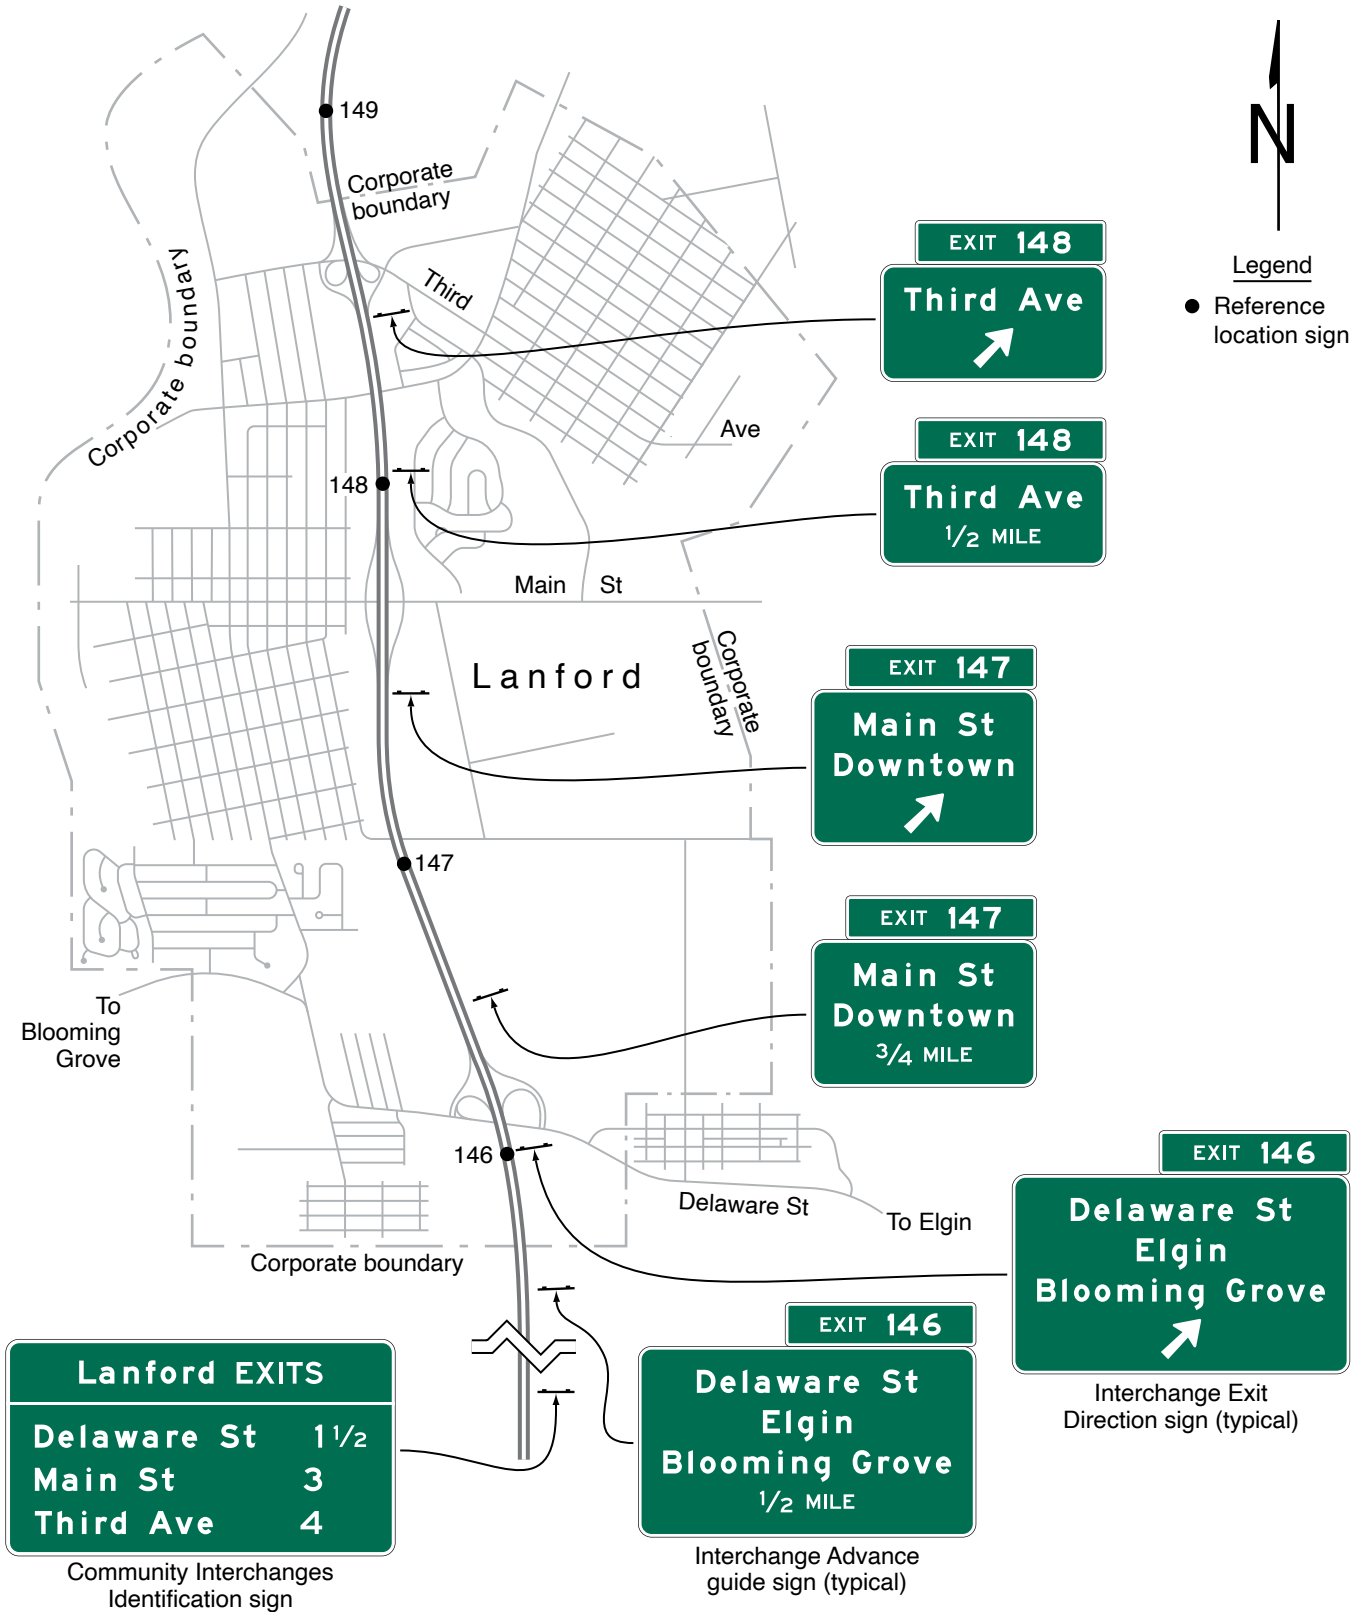 149
N
Corporate
boundary
Corporate boundary
Third
EXIT 148
Third Ave
Legend
Reference
location sign
Ave
EXIT 148
Third Ave
1/2 MILE
148
Main St
Lanford
Corporate
boundary
EXIT 147
Main St
Downtown
147
EXIT 147
Main St
Downtown
3/4 MILE
To
Blooming
Grove
146
Delaware St
To Elgin
EXIT 146
Delaware St
Elgin
Blooming Grove
Interchange Exit
Direction sign (typical)
Corporate boundary
EXIT 146
Delaware St
Elgin
Blooming Grove
1/2 MILE
Interchange Advance
guide sign (typical)
Lanford EXITS
Delaware St 1 1/2
Main St 3
Third Ave 4
Community Interchanges
Identification sign